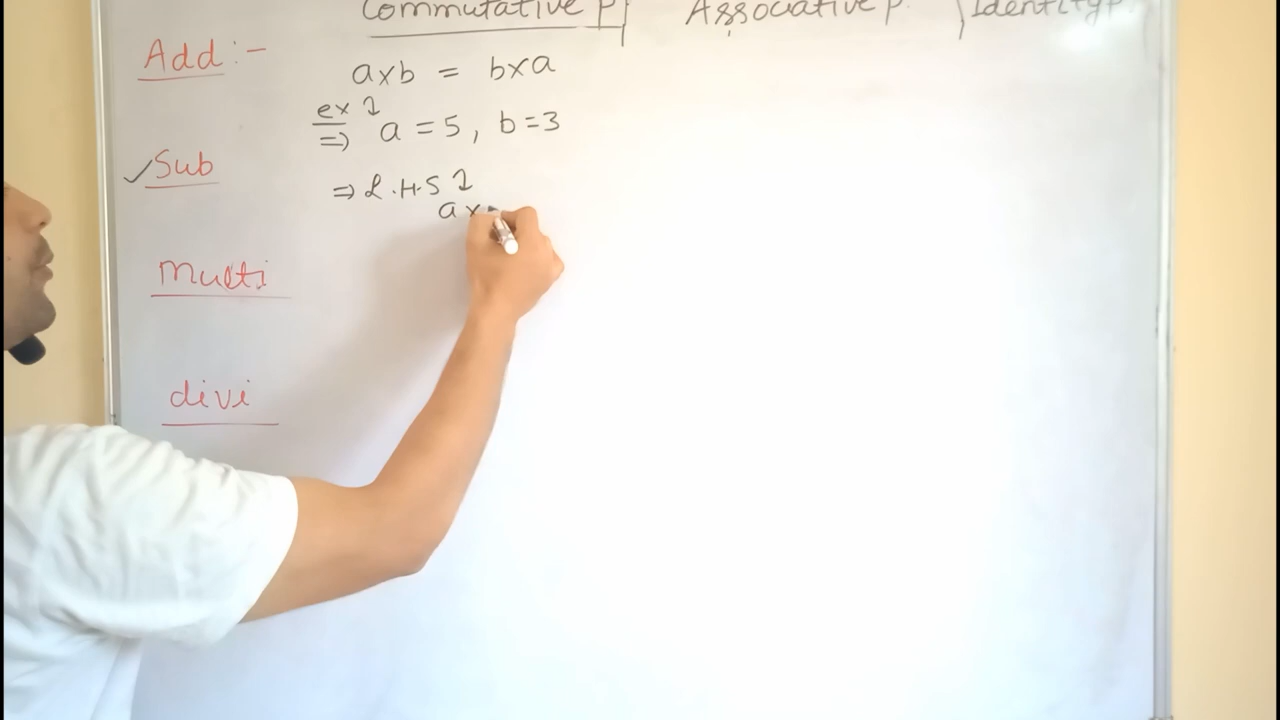 Commutative P Associative P. Identity P.
Add :-
a x b = b x a
ex
=> a = 5, b = 3
Sub
=> L.H.S
a x
Multi
divi